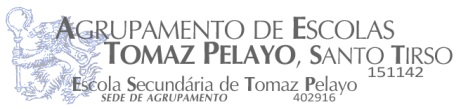 AGRUPAMENTO DE ESCOLAS
TOMAZ PELAYO, SANTO TIRSO
151142
Escola Secundária de Tomaz Pelayo
SEDE DE AGRUPAMENTO 402916